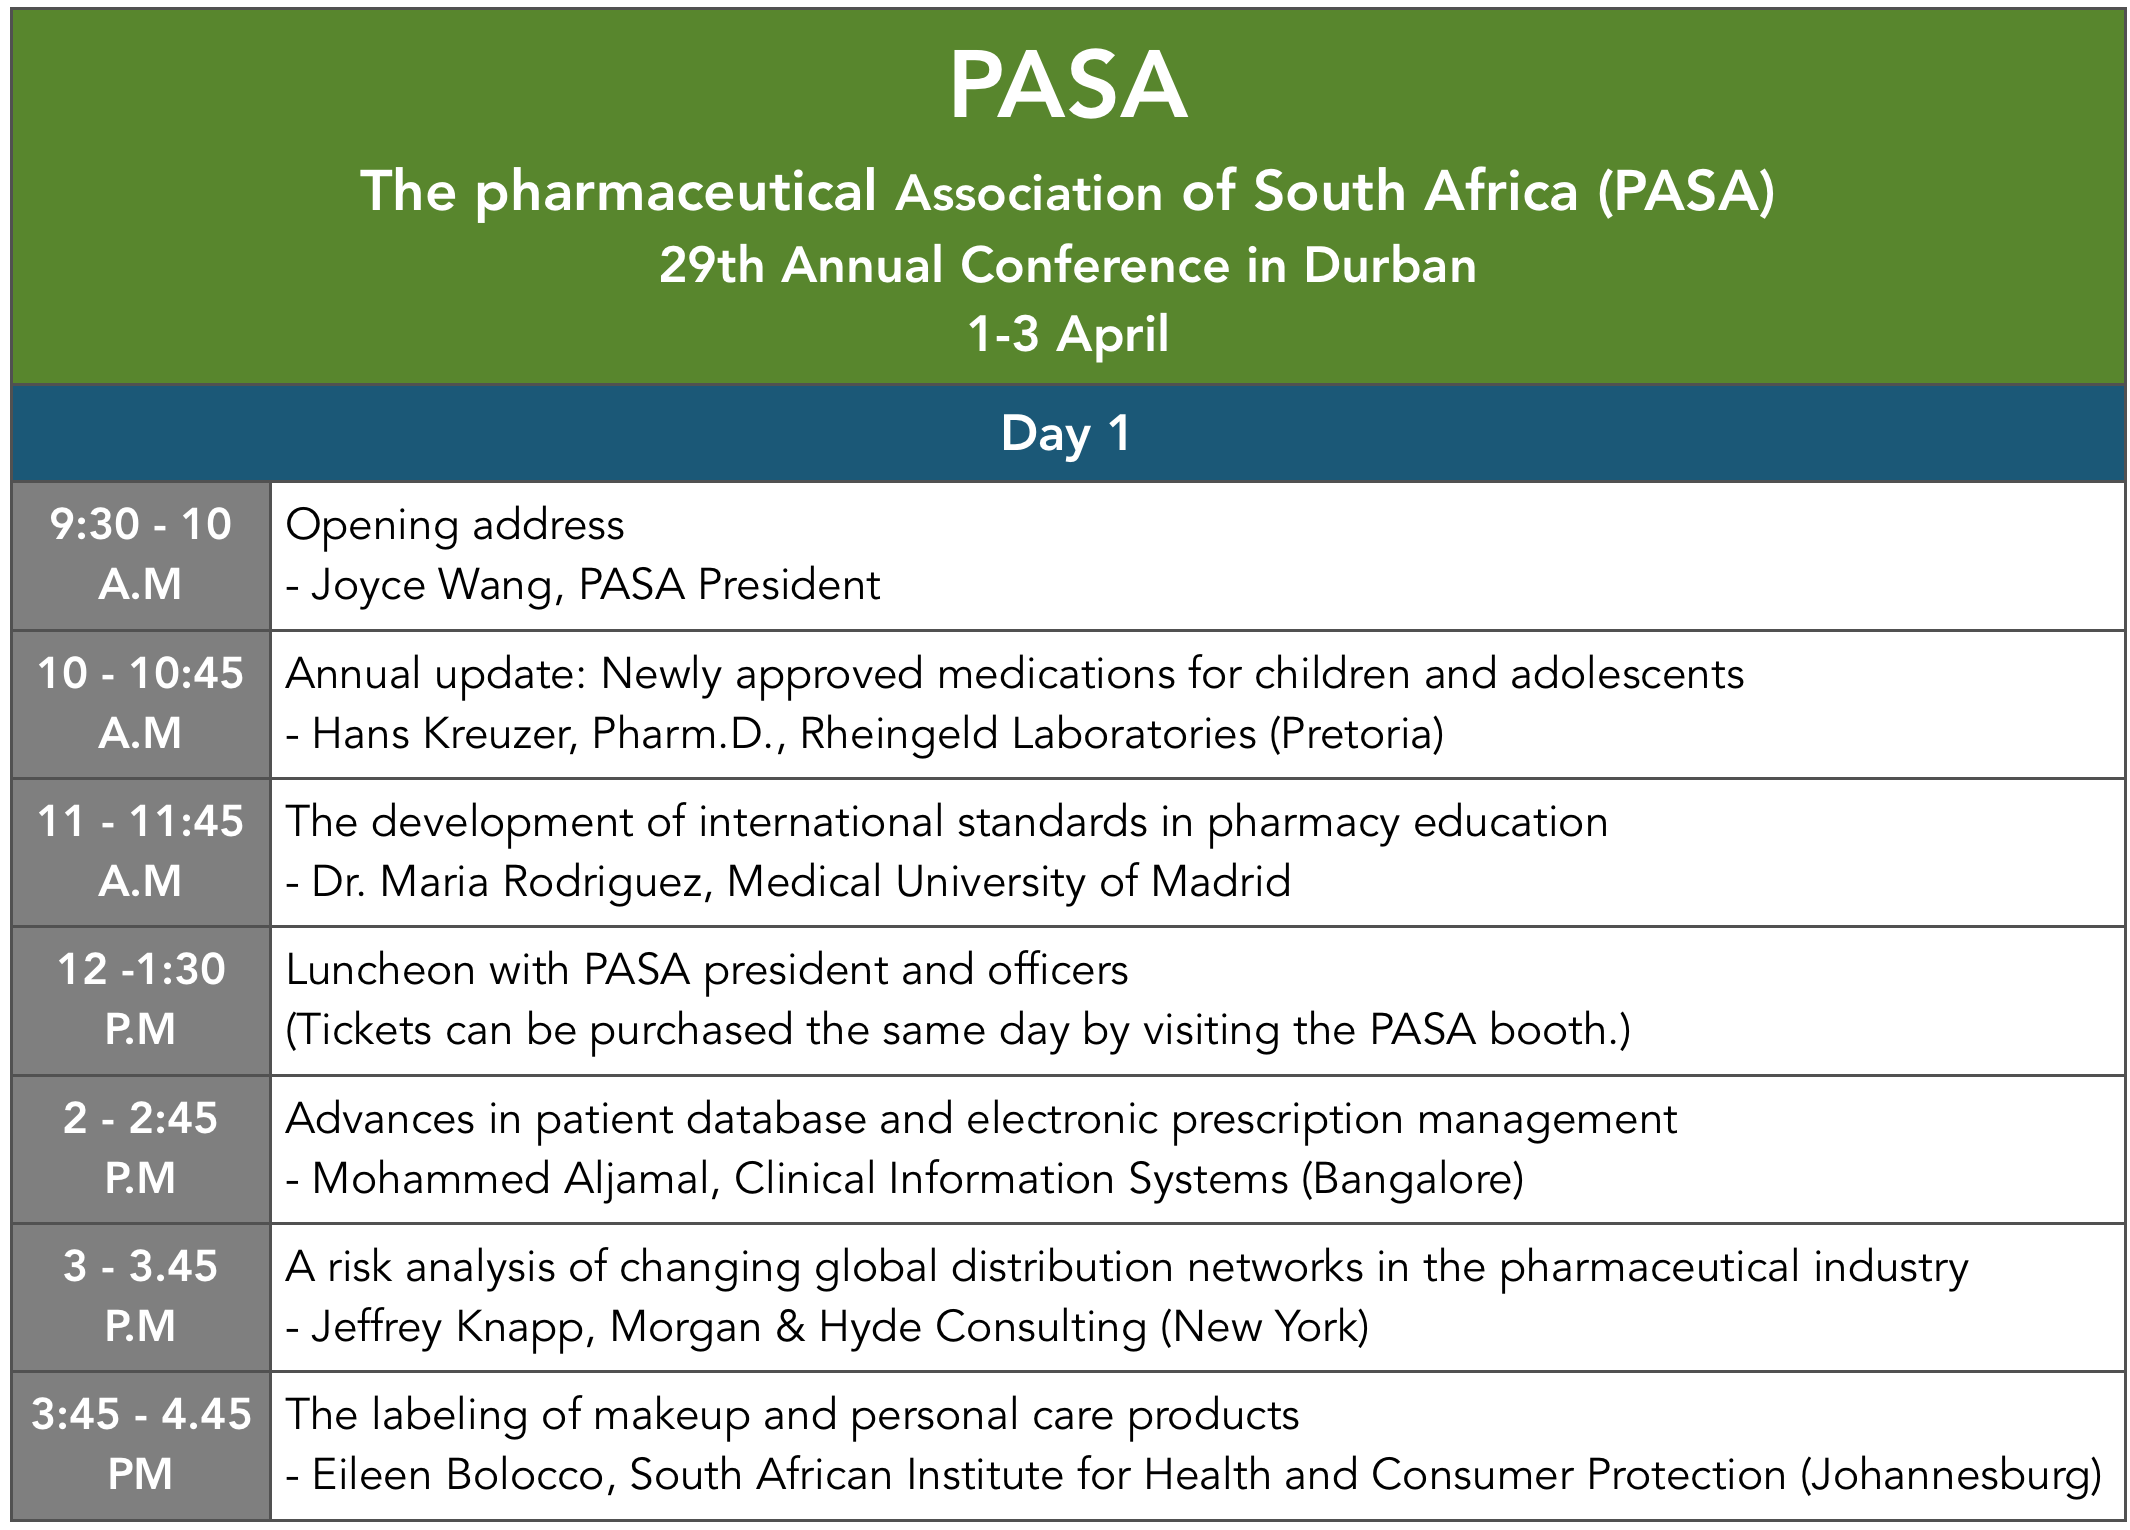 PASA
The pharmaceutical Association of South Africa (PASA)
29th Annual Conference in Durban
1-3 April
Day 1
9:30 - 10
A.M
Opening address
- Joyce Wang, PASA President
10 - 10:45
A.M
Annual update: Newly approved medications for children and adolescents
- Hans Kreuzer, Pharm.D., Rheingeld Laboratories (Pretoria)
11 - 11:45
A.M
The development of international standards in pharmacy education
- Dr. Maria Rodriguez, Medical University of Madrid
12 -1:30
P.M
Luncheon with PASA president and officers
(Tickets can be purchased the same day by visiting the PASA booth.)
2 - 2:45
P.M
Advances in patient database and electronic prescription management
- Mohammed Aljamal, Clinical Information Systems (Bangalore)
3 - 3.45
P.M
A risk analysis of changing global distribution networks in the pharmaceutical industry
- Jeffrey Knapp, Morgan & Hyde Consulting (New York)
3:45 - 4.45
PM
The labeling of makeup and personal care products
- Eileen Bolocco, South African Institute for Health and Consumer Protection (Johannesburg)